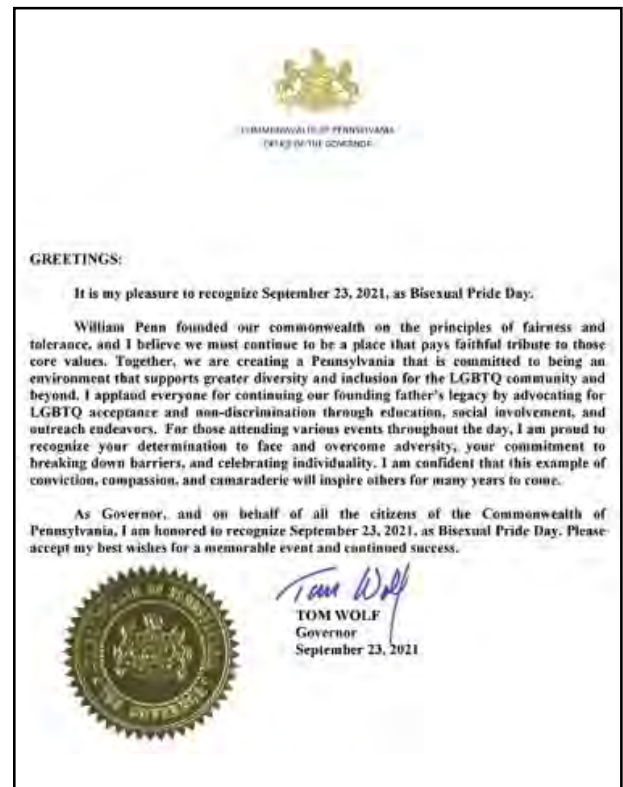 COMMONWEALTH OF PENNSYLVANIA
OFFICE OF THE GOVERNOR
GREETINGS:
It is my pleasure to recognize September 23, 2021, as Bisexual Pride Day.
William Penn founded our commonwealth on the principles of fairness and
tolerance, and I believe we must continue to be a place that pays faithful tribute to those
core values. Together, we are creating a Pennsylvania that is committed to being an
environment that supports greater diversity and inclusion for the LGBTQ community and
beyond. I applaud everyone for continuing our founding father's legacy by advocating for
LGBTQ acceptance and non-discrimination through education, social involvement, and
outreach endeavors. For those attending various events throughout the day, I am proud to
recognize your determination to face and overcome adversity, your commitment to
breaking down barriers, and celebrating individuality. I am confident that this example of
conviction, compassion, and camaraderie will inspire others for many years to come.
As Governor, and on behalf of all the citizens of the Commonwealth of
Pennsylvania, I am honored to recognize September 23, 2021, as Bisexual Pride Day. Please
accept my best wishes for a memorable event and continued success.
Tom Wolf
TOM WOLF
Governor
September 23, 2021